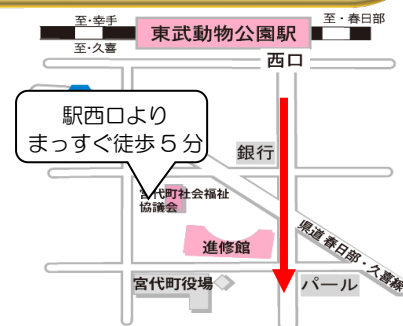 至・幸手
至・久喜
東武動物公園駅
至・春日部
西口
駅西口より
まっすぐ徒歩５分
銀行
宮代町社会福祉
協議会
県道 春日部・久喜線
進修館
宮代町役場
パール